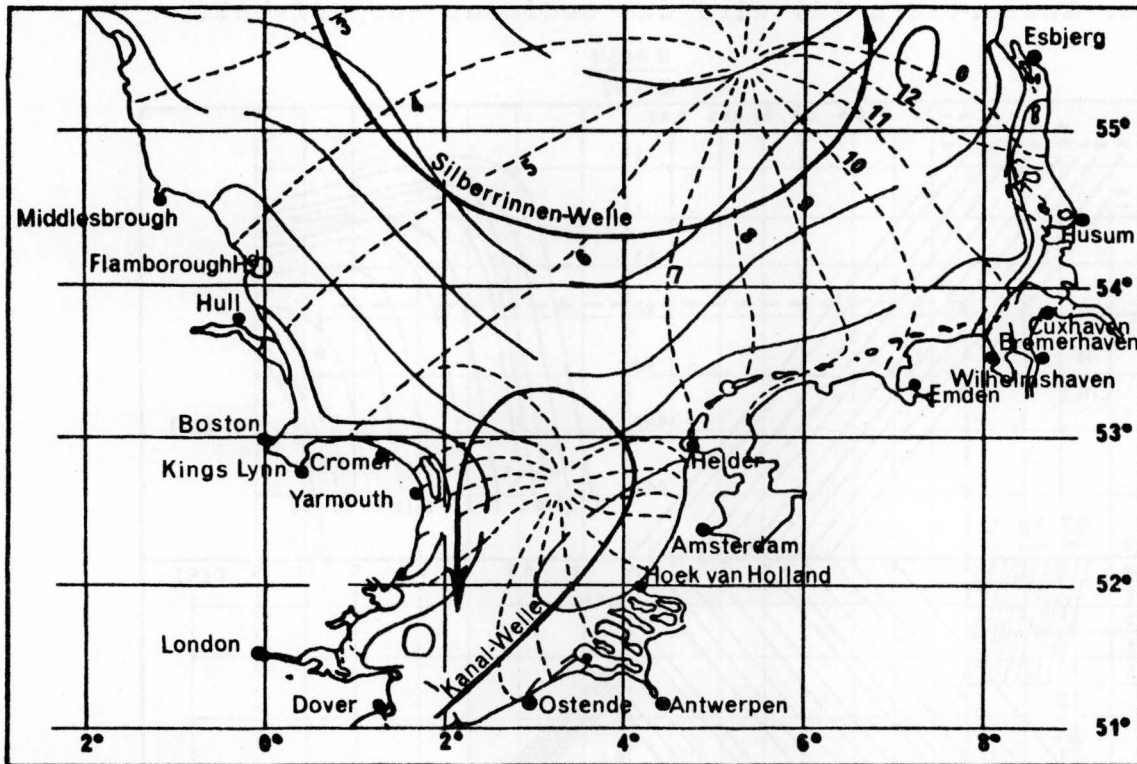 Esbjerg
3
4
5
6
7
8
9
10
11
12
55°
Silberrinnen-Welle
Middlesbrough
Husum
Flamborough
54°
Hull
Cuxhaven
Bremerhaven
Wilhelmshaven
Emden
Boston
53°
Kings Lynn
Cromer
Helder
Yarmouth
Amsterdam
Hoek van Holland
52°
London
Kanal-Welle
Dover
Ostende
Antwerpen
51°
2° 0° 2° 4° 6° 8°